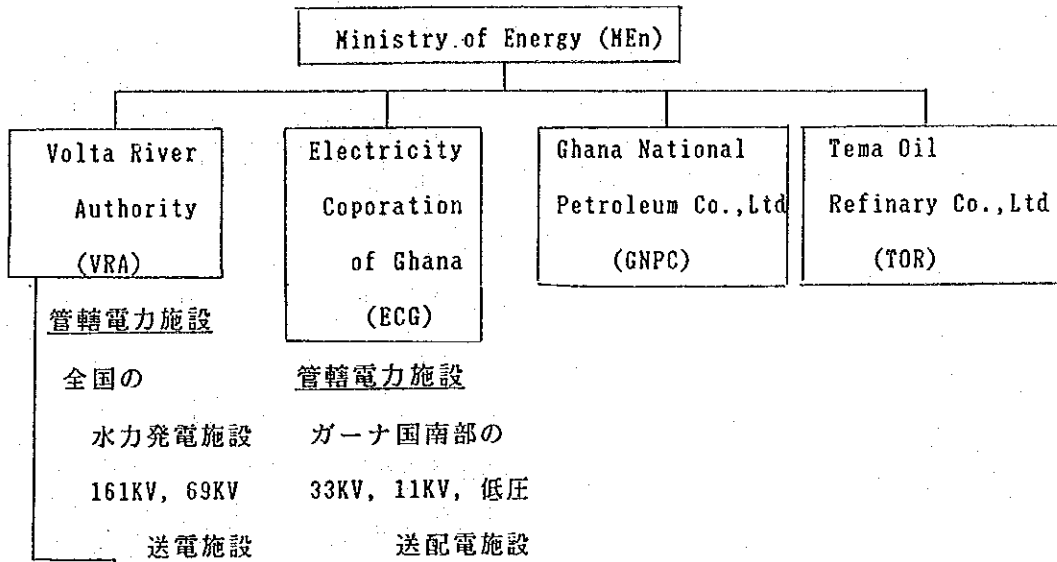 Ministry of Energy (MEn)
Volta River
Authority
(VRA)
Electricity
Coporation
of Ghana
(ECG)
Ghana National
Petroleum Co.,Ltd
(GNPC)
Tema Oil
Refinary Co.,Ltd
(TOR)
管轄電力施設
全国の
水力発電施設
161KV, 69KV
送電施設
管轄電力施設
ガーナ国南部の
33KV, 11KV, 低圧
送配電施設